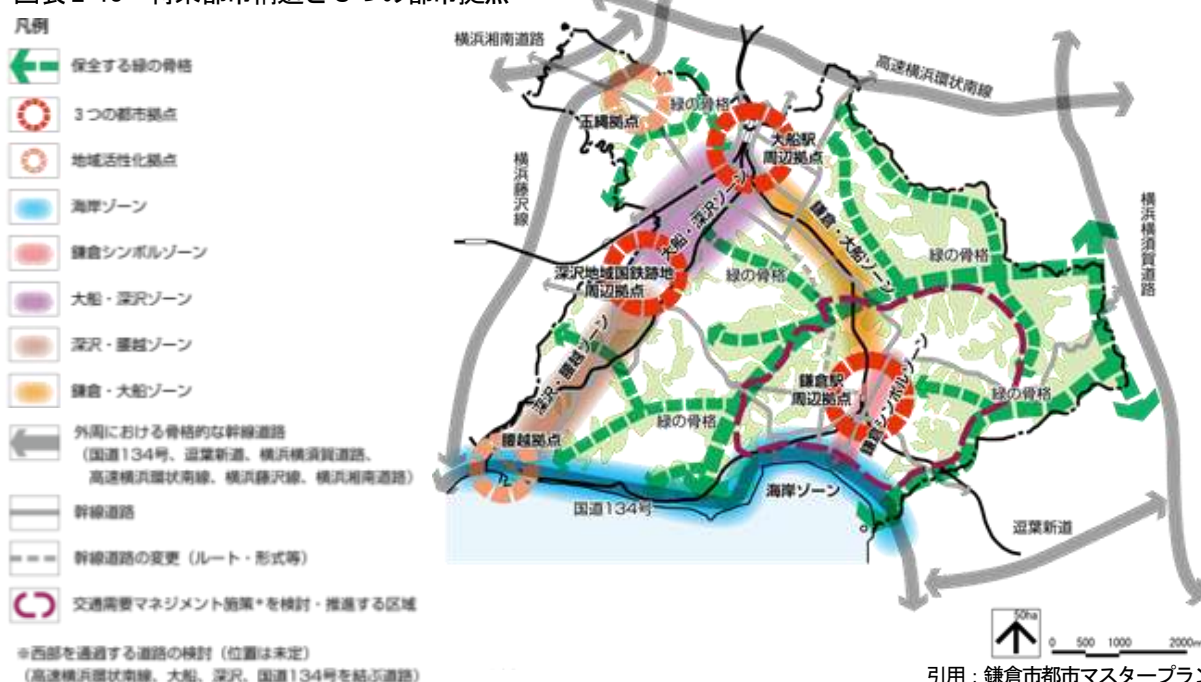 凡例
保全する緑の骨格
3つの都市拠点
地域活性化拠点
海岸ゾーン
鎌倉シンボルゾーン
大船・深沢ゾーン
深沢・腰越ゾーン
鎌倉・大船ゾーン
外周における骨格的な幹線道路
(国道134号、逗葉新道、横浜横須賀道路、
高速横浜環状南線、横浜藤沢線、横浜湘南道路)
幹線道路
幹線道路の変更(ルート・形式等)
交通需要マネジメント施策*を検討・推進する区域
※西部を通過する道路の検討(位置は未定)
(高速横浜環状南線、大船、深沢、国道134号を結ぶ道路)
横浜湘南道路
高速横浜環状南線
緑の骨格
玉縄拠点
大船駅
周辺拠点
横浜藤沢線
大船・深沢ゾーン
鎌倉・大船ゾーン
横浜横須賀道路
緑の骨格
緑の骨格
深沢地域国鉄跡地
周辺拠点
深沢・腰越ゾーン
鎌倉駅
周辺拠点
鎌倉シンボルゾーン
緑の骨格
緑の骨格
腰越拠点
海岸ゾーン
国道134号
逗葉新道
50ha
0 500 1000 2000m
引用:鎌倉市都市マスタープラン